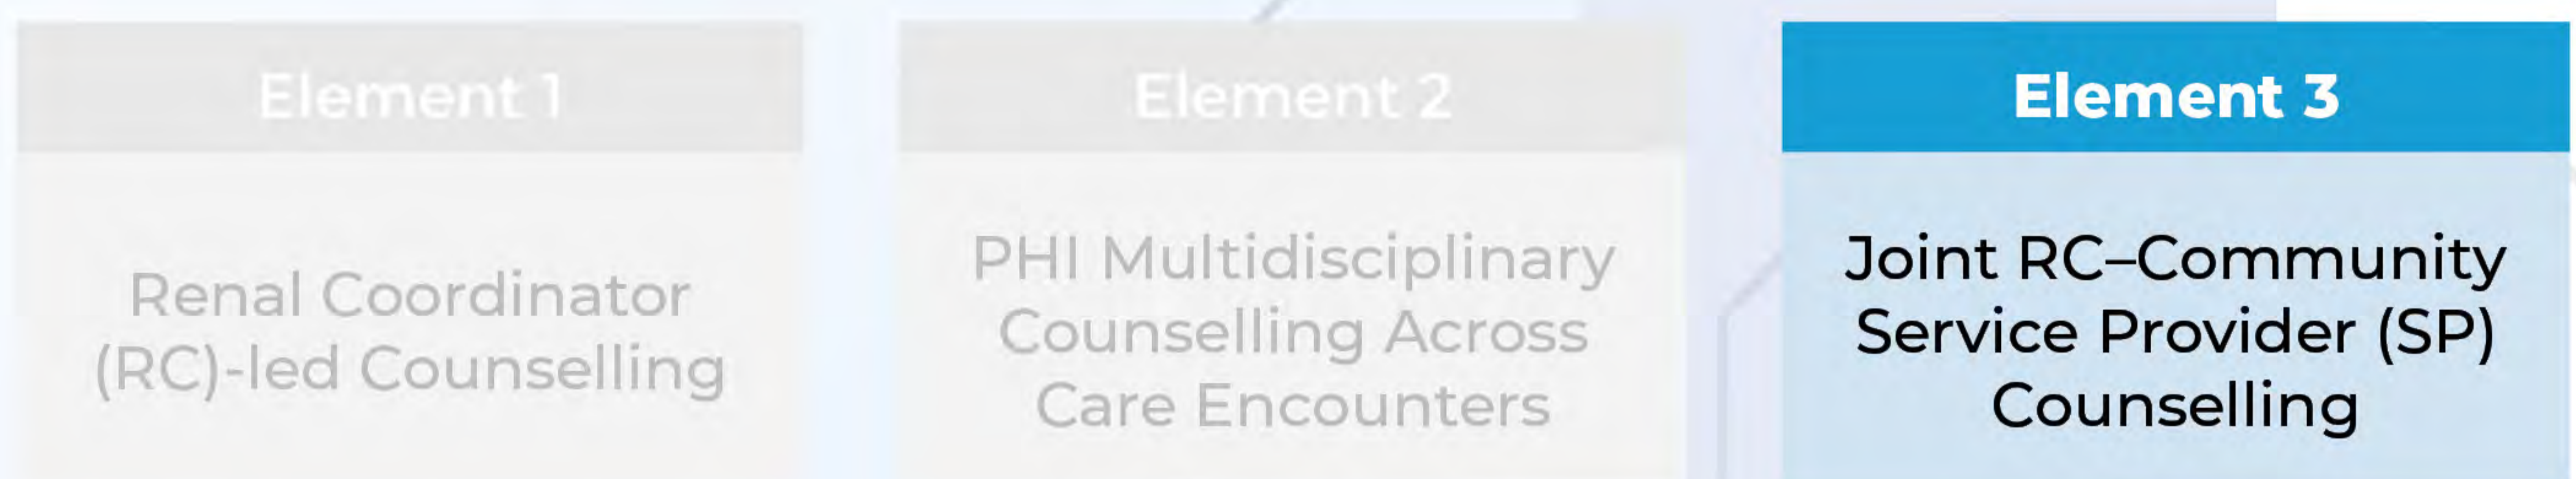 Element 1
Renal Coordinator
(RC)-led Counselling
Element 2
PHI Multidisciplinary
Counselling Across
Care Encounters
Element 3
Joint RC–Community
Service Provider (SP)
Counselling